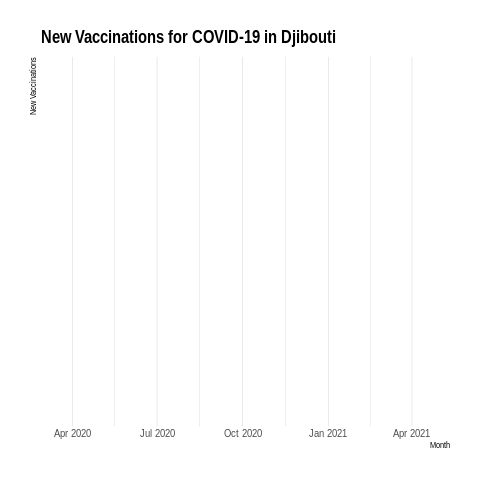 New Vaccinations for COVID-19 in Djibouti
New Vaccinations
Apr 2020 Jul 2020 Oct 2020 Jan 2021 Apr 2021
Month